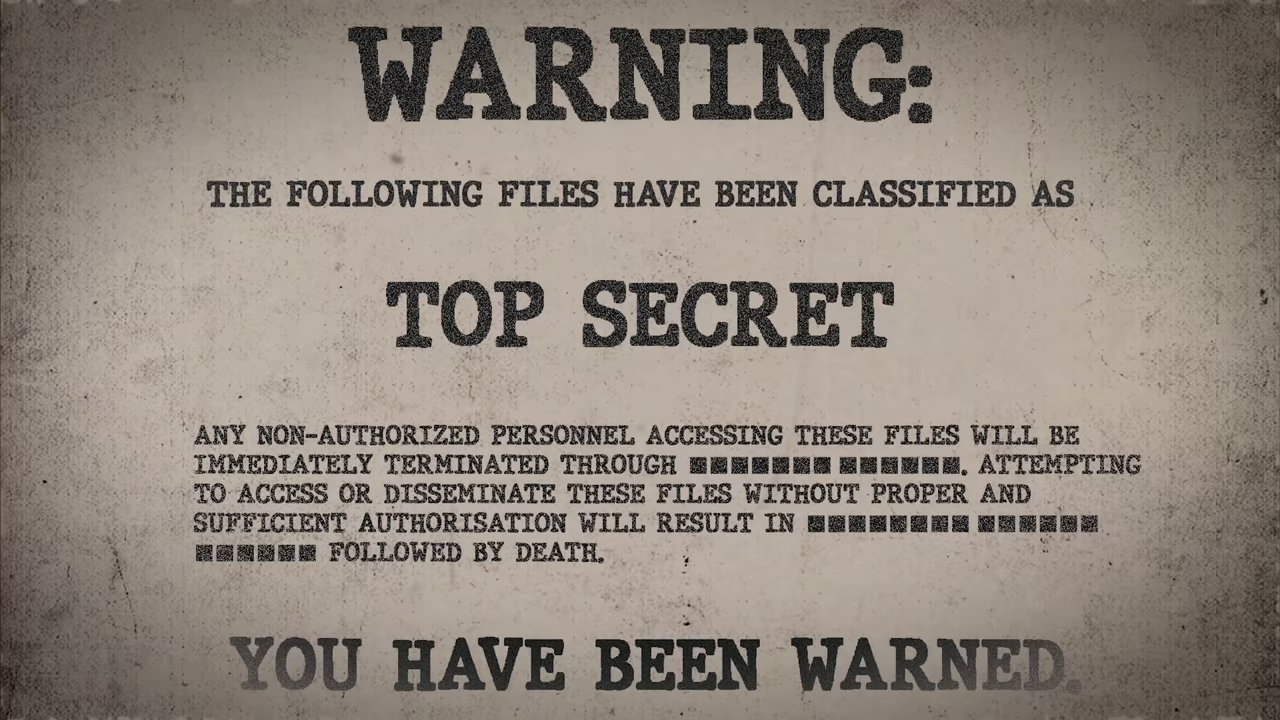 WARNING:
THE FOLLOWING FILES HAVE BEEN CLASSIFIED AS
TOP SECRET
ANY NON-AUTHORIZED PERSONNEL ACCESSING THESE FILES WILL BE
IMMEDIATELY TERMINATED THROUGH ■■■■■■■ ■■■■■■. ATTEMPTING
TO ACCESS OR DISSEMINATE THESE FILES WITHOUT PROPER AND
SUFFICIENT AUTHORISATION WILL RESULT IN ■■■■■■■■ ■■■■■■
■■■■■■ FOLLOWED BY DEATH.
YOU HAVE BEEN WARNED.